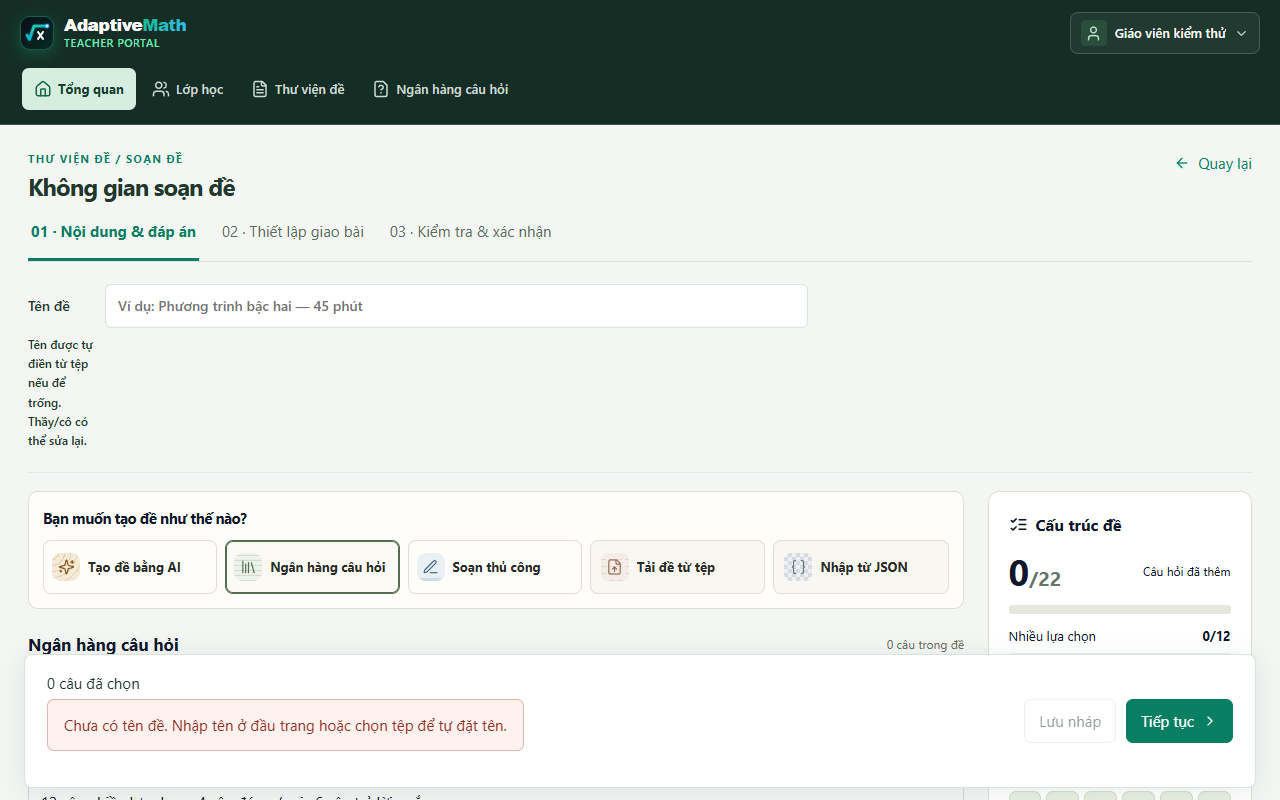 AdaptiveMath
TEACHER PORTAL
Giáo viên kiểm thử
Tổng quan
Lớp học
Thư viện đề
Ngân hàng câu hỏi
THƯ VIỆN ĐỀ / SOẠN ĐỀ
Quay lại
Không gian soạn đề
01 · Nội dung & đáp án
02 · Thiết lập giao bài
03 · Kiểm tra & xác nhận
Tên đề
Ví dụ: Phương trình bậc hai — 45 phút
Tên được tự
điền từ tệp
nếu để
trống.
Thầy/cô có
thể sửa lại.
Bạn muốn tạo đề như thế nào?
Tạo đề bằng AI
Ngân hàng câu hỏi
Soạn thủ công
Tải đề từ tệp
Nhập từ JSON
Cấu trúc đề
0/22
Câu hỏi đã thêm
Nhiều lựa chọn
0/12
Ngân hàng câu hỏi
0 câu trong đề
0 câu đã chọn
Chưa có tên đề. Nhập tên ở đầu trang hoặc chọn tệp để tự đặt tên.
Lưu nháp
Tiếp tục